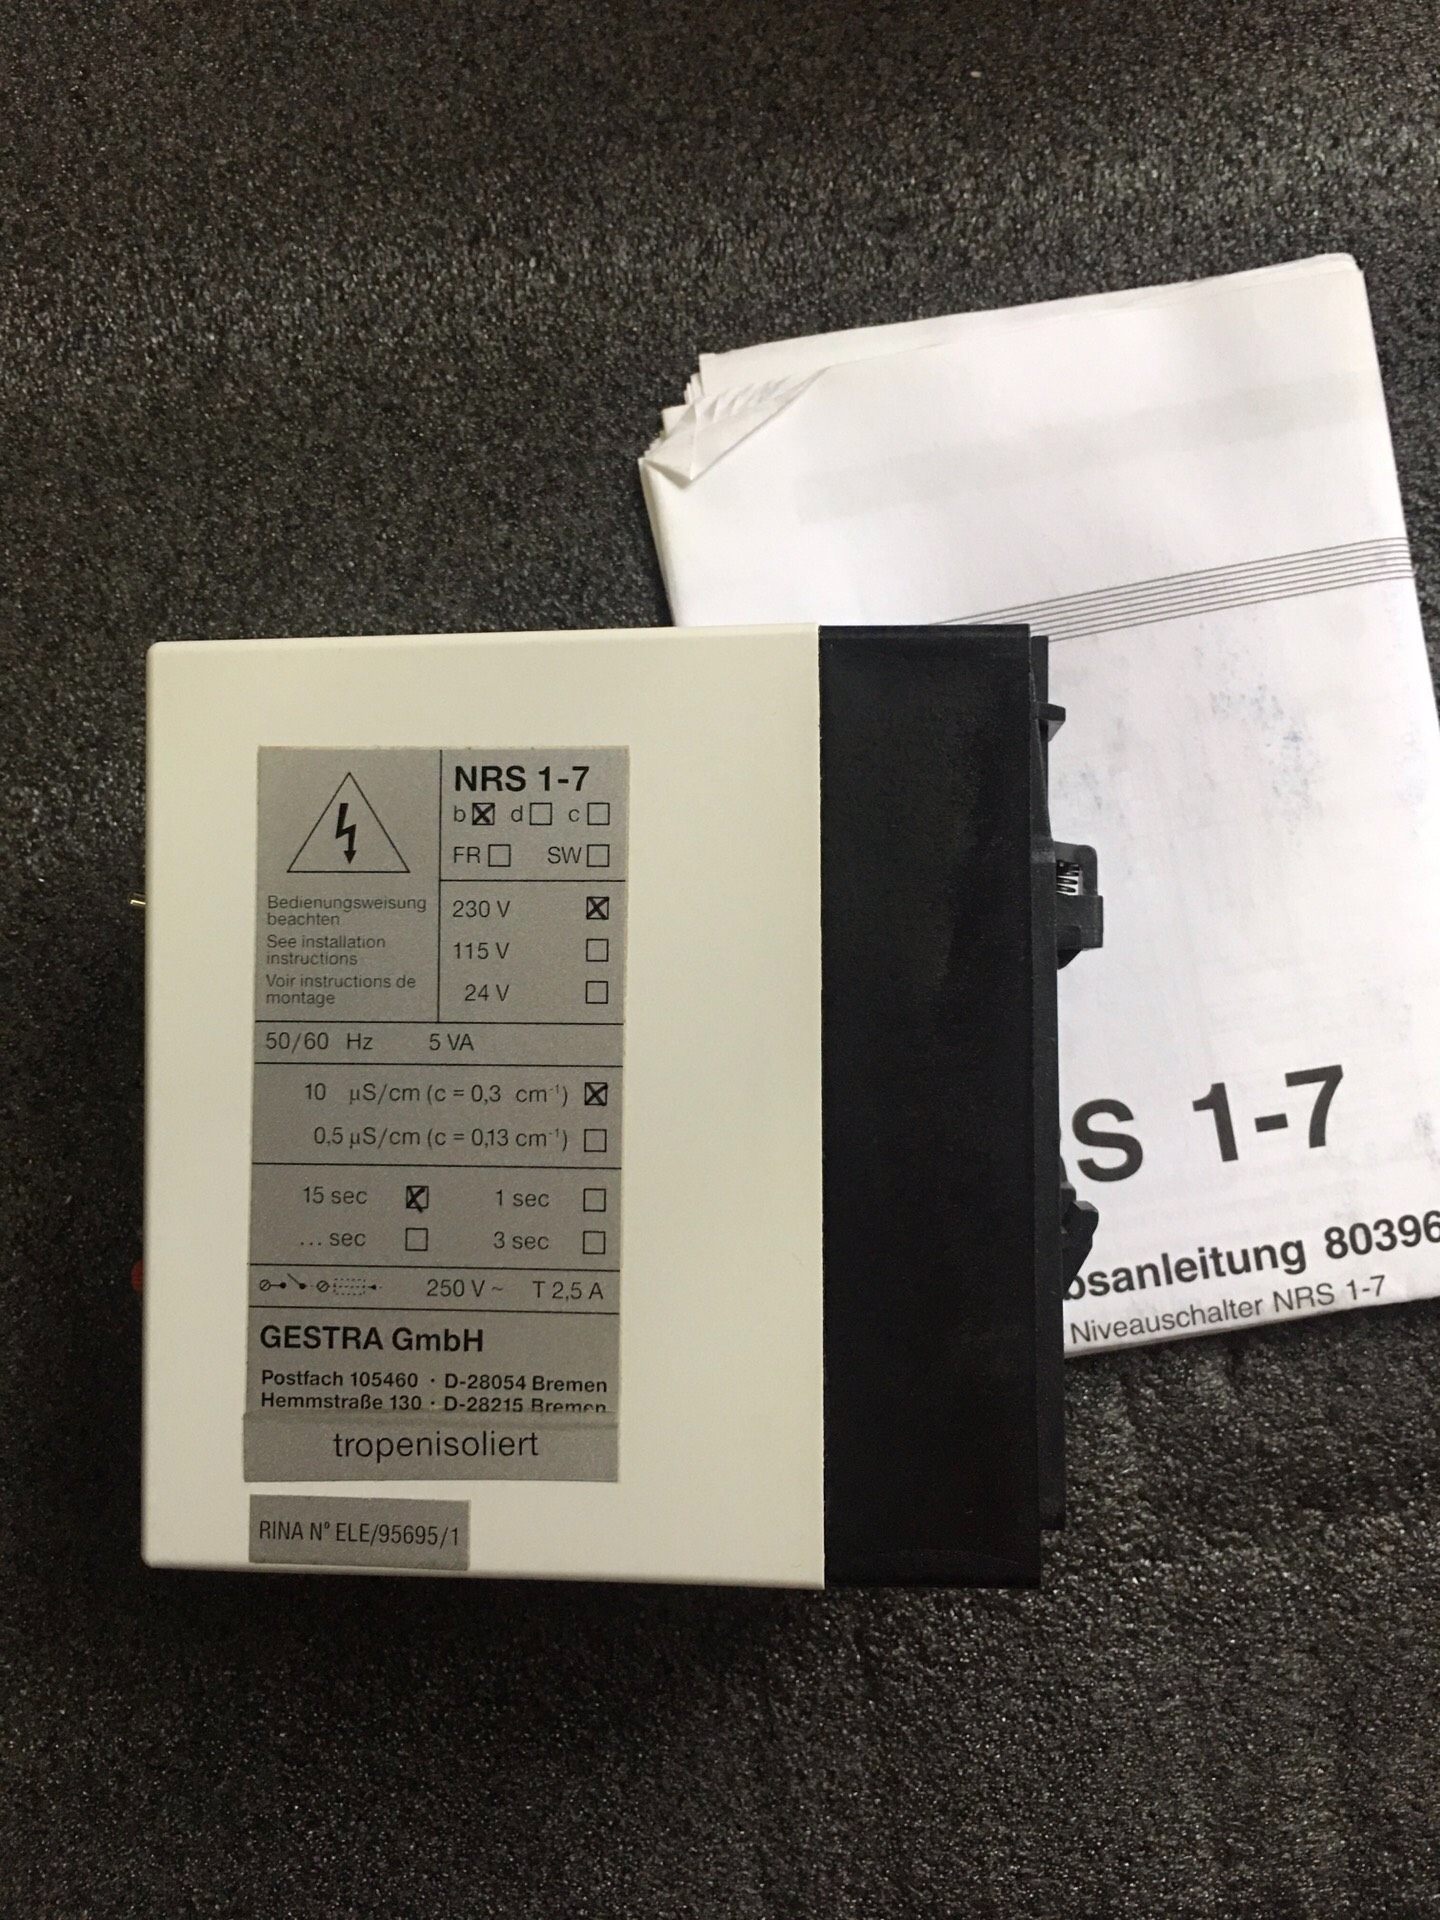 NRS 1-7
b☒ d☐ c☐
FR☐ SW☐
Bedienungsweisung
beachten
See installation
instructions
Voir instructions de
montage
230 V ☒
115 V ☐
24 V ☐
50/60 Hz 5 VA
10 µS/cm (c = 0,3 cm⁻¹) ☒
0,5 µS/cm (c = 0,13 cm⁻¹) ☐
15 sec ☒ 1 sec ☐
... sec ☐ 3 sec ☐
250 V ~ T 2,5 A
GESTRA GmbH
Postfach 105460 · D-28054 Bremen
Hemmstraße 130 · D-28215 Bremen
tropenisoliert
RINA N° ELE/95695/1
S 1-7
osanleitung 80396
Niveauschalter NRS 1-7